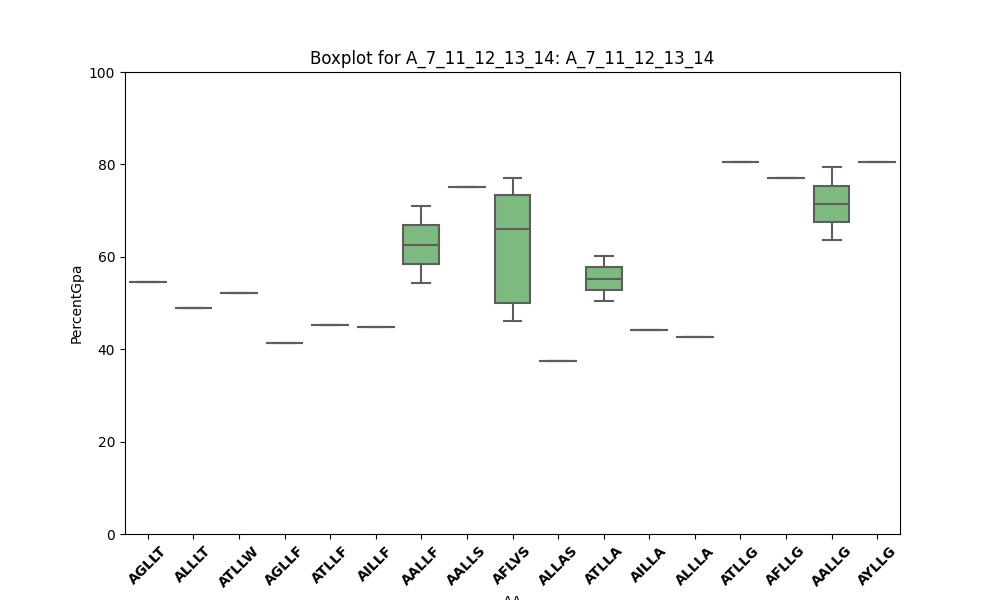 Boxplot for A_7_11_12_13_14: A_7_11_12_13_14
100
80
60
40
20
0
PercentGpa
AGLLT
ALLLT
ATLLW
AGLLF
ATLLF
AILLF
AALLF
AALLS
AFLVS
ALLAS
ATLLA
AILLA
ALLLA
ATLLG
AFLLG
AALLG
AYLLG
AA